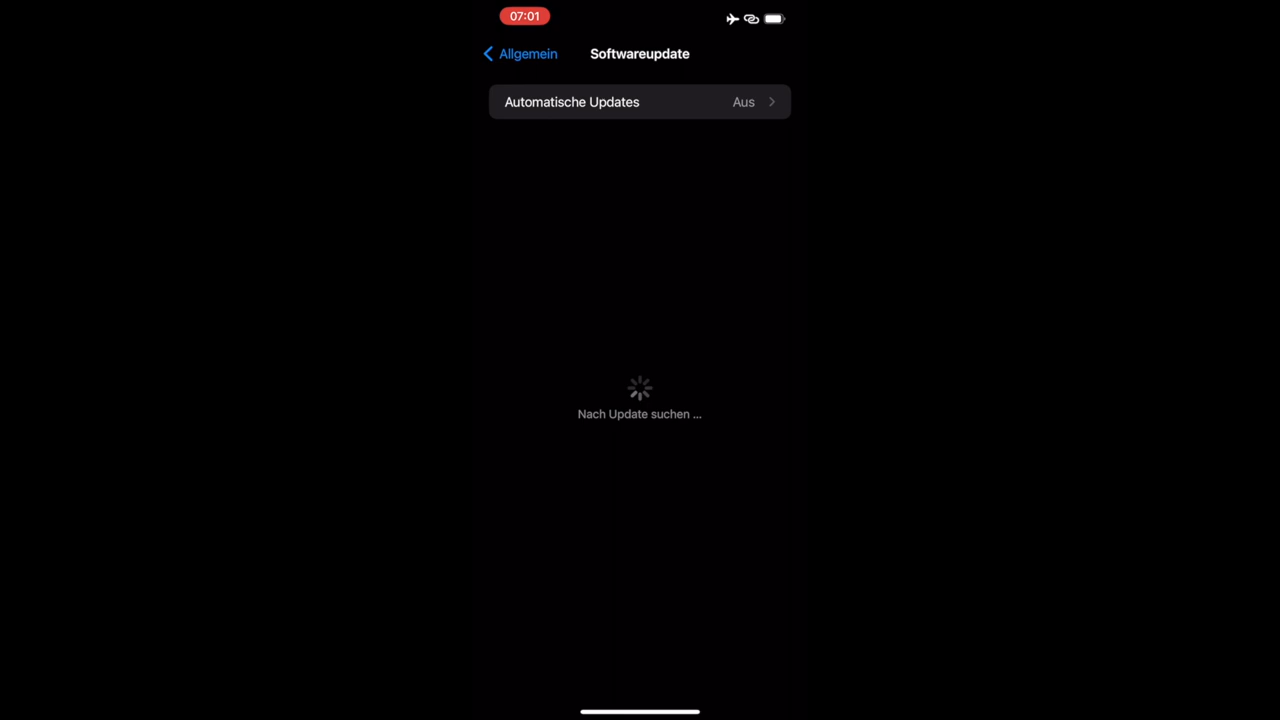 07:01
Allgemein
Softwareupdate
Automatische Updates Aus
Nach Update suchen ...